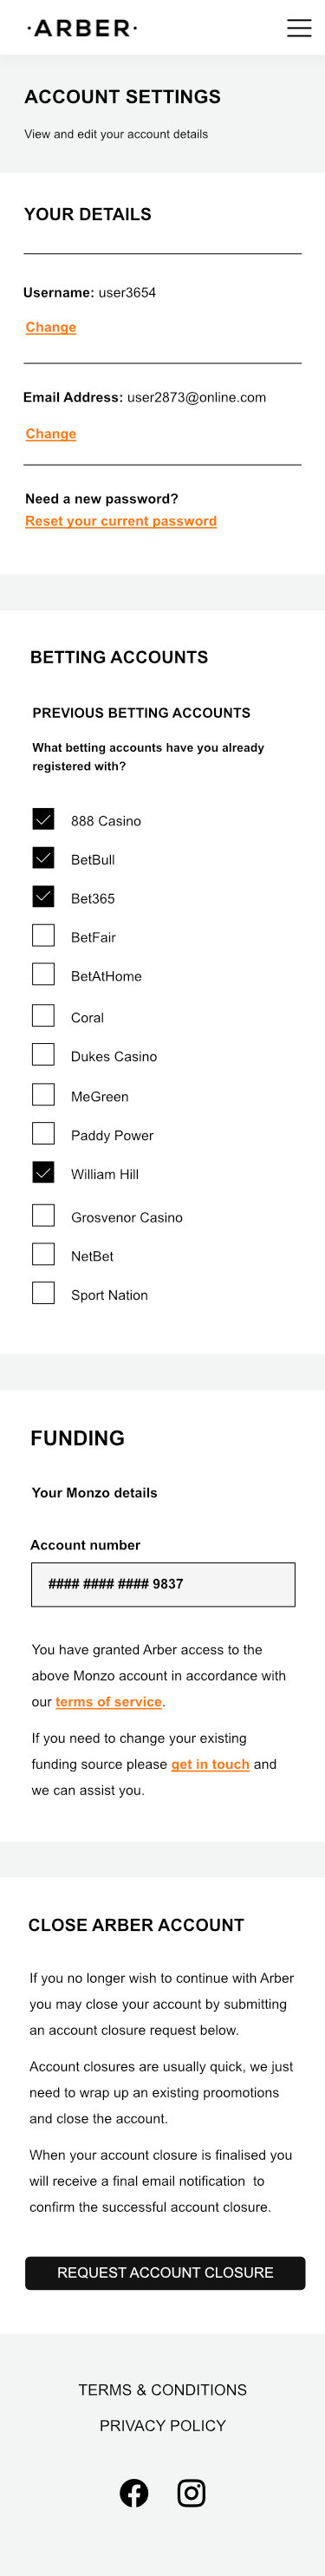 ·ARBER·
ACCOUNT SETTINGS
View and edit your account details
YOUR DETAILS
Username: user3654
Change
Email Address: user2873@online.com
Change
Need a new password?
Reset your current password
BETTING ACCOUNTS
PREVIOUS BETTING ACCOUNTS
What betting accounts have you already
registered with?
888 Casino
BetBull
Bet365
BetFair
BetAtHome
Coral
Dukes Casino
MeGreen
Paddy Power
William Hill
Grosvenor Casino
NetBet
Sport Nation
FUNDING
Your Monzo details
Account number
#### #### #### 9837
You have granted Arber access to the
above Monzo account in accordance with
our terms of service.
If you need to change your existing
funding source please get in touch and
we can assist you.
CLOSE ARBER ACCOUNT
If you no longer wish to continue with Arber
you may close your account by submitting
an account closure request below.
Account closures are usually quick, we just
need to wrap up an existing proomotions
and close the account.
When your account closure is finalised you
will receive a final email notification  to
confirm the successful account closure.
REQUEST ACCOUNT CLOSURE
TERMS & CONDITIONS
PRIVACY POLICY